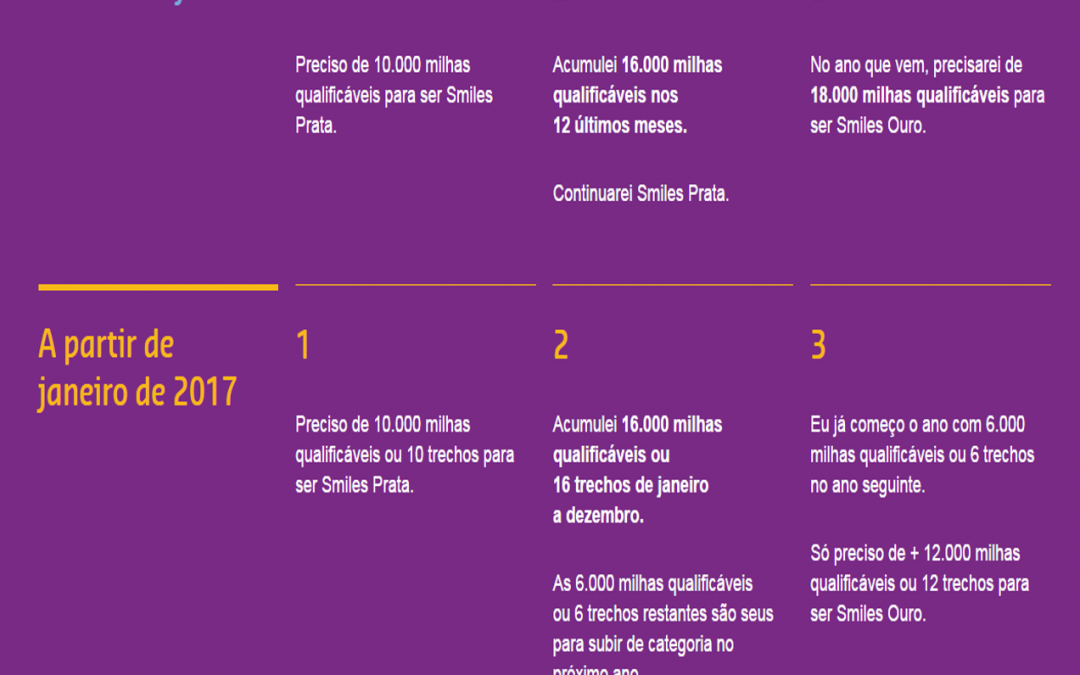 Preciso de 10.000 milhas
qualificáveis para ser Smiles
Prata.
Acumulei 16.000 milhas
qualificáveis nos
12 últimos meses.
Continuarei Smiles Prata.
No ano que vem, precisarei de
18.000 milhas qualificáveis para
ser Smiles Ouro.
A partir de
janeiro de 2017
1
Preciso de 10.000 milhas
qualificáveis ou 10 trechos para
ser Smiles Prata.
2
Acumulei 16.000 milhas
qualificáveis ou
16 trechos de janeiro
a dezembro.
As 6.000 milhas qualificáveis
ou 6 trechos restantes são seus
para subir de categoria no
próximo ano
3
Eu já começo o ano com 6.000
milhas qualificáveis ou 6 trechos
no ano seguinte.
Só preciso de + 12.000 milhas
qualificáveis ou 12 trechos para
ser Smiles Ouro.